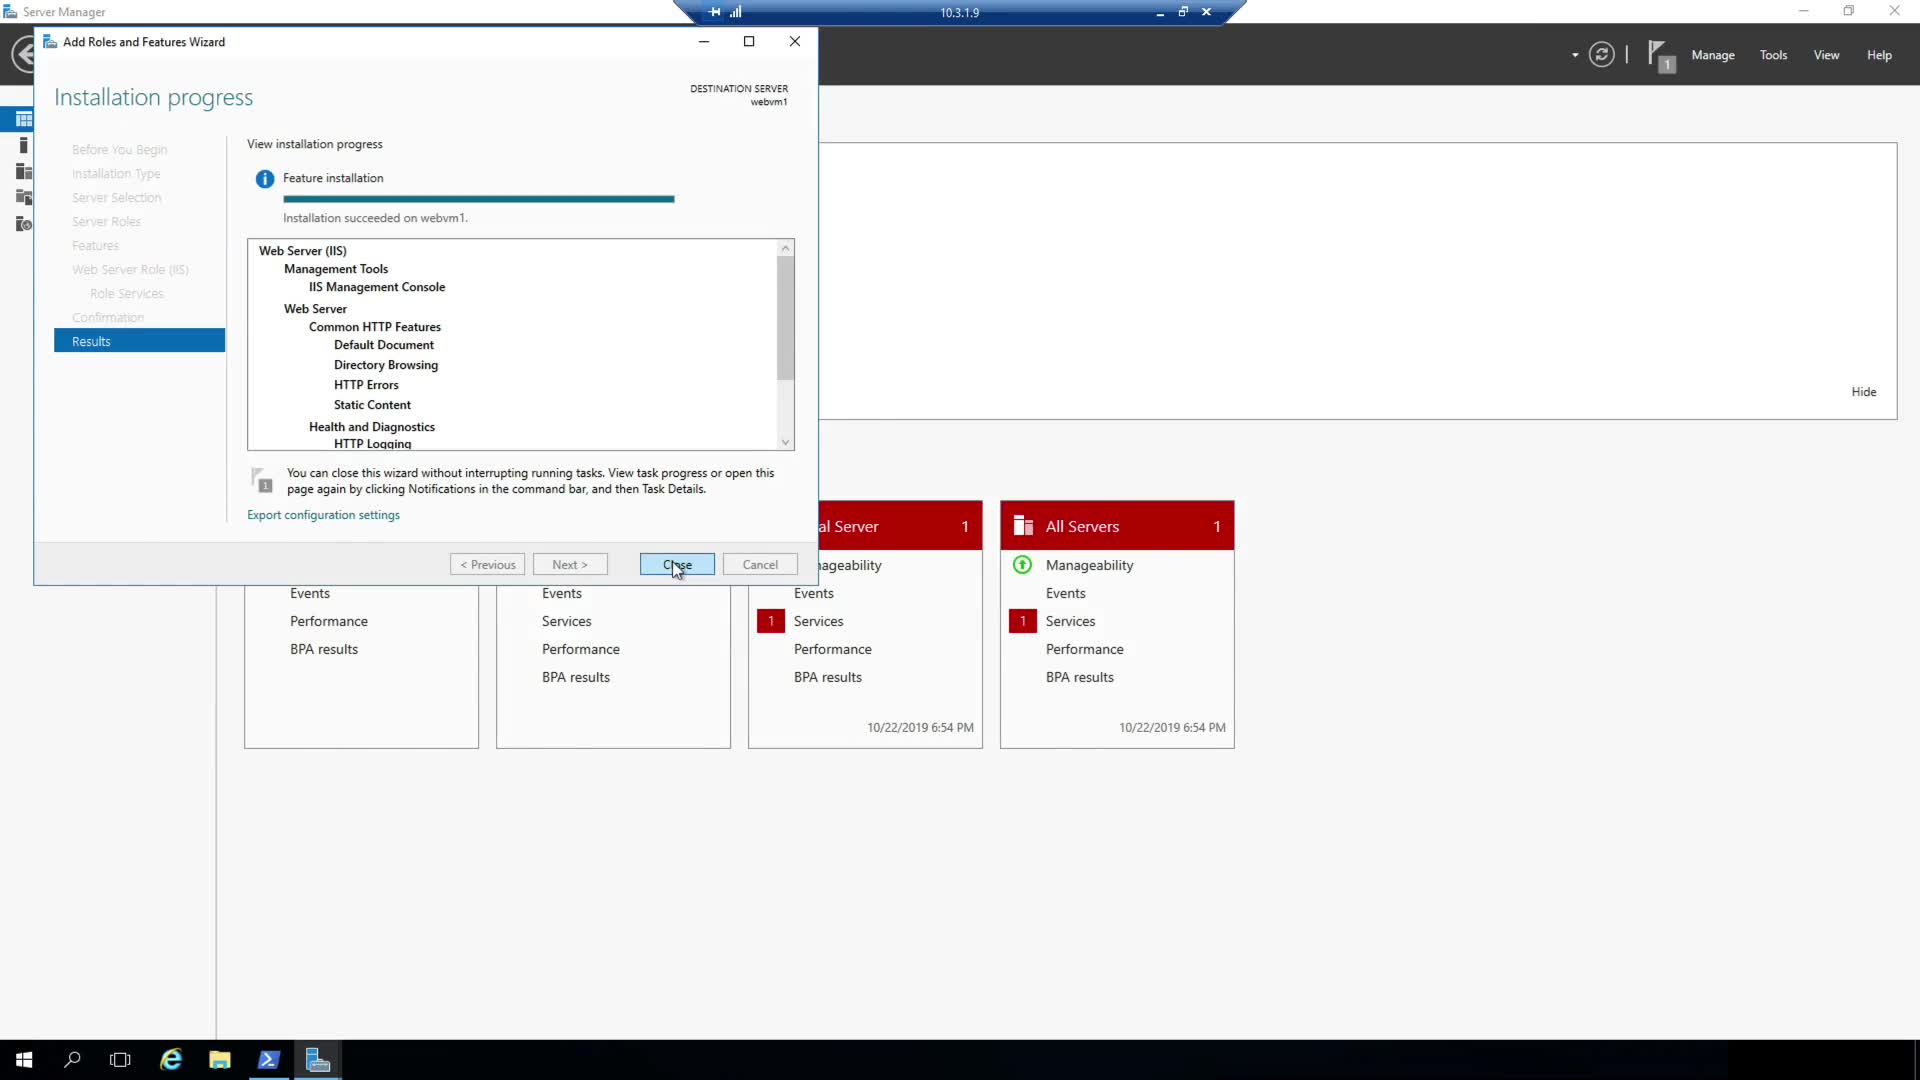 Server Manager
10.3.1.9
Add Roles and Features Wizard
1
Manage
Tools
View
Help
Installation progress
DESTINATION SERVER
webvm1
Before You Begin
Installation Type
Server Selection
Server Roles
Features
Web Server Role (IIS)
Role Services
Confirmation
Results
View installation progress
Feature installation
Installation succeeded on webvm1.
Web Server (IIS)
Management Tools
IIS Management Console
Web Server
Common HTTP Features
Default Document
Directory Browsing
HTTP Errors
Static Content
Health and Diagnostics
HTTP Logging
1
You can close this wizard without interrupting running tasks. View task progress or open this
page again by clicking Notifications in the command bar, and then Task Details.
Export configuration settings
< Previous
Next >
Close
Cancel
Hide
Events
Performance
BPA results
Events
Services
Performance
BPA results
al Server 1
nageability
Events
1 Services
Performance
BPA results
10/22/2019 6:54 PM
All Servers 1
Manageability
Events
1 Services
Performance
BPA results
10/22/2019 6:54 PM